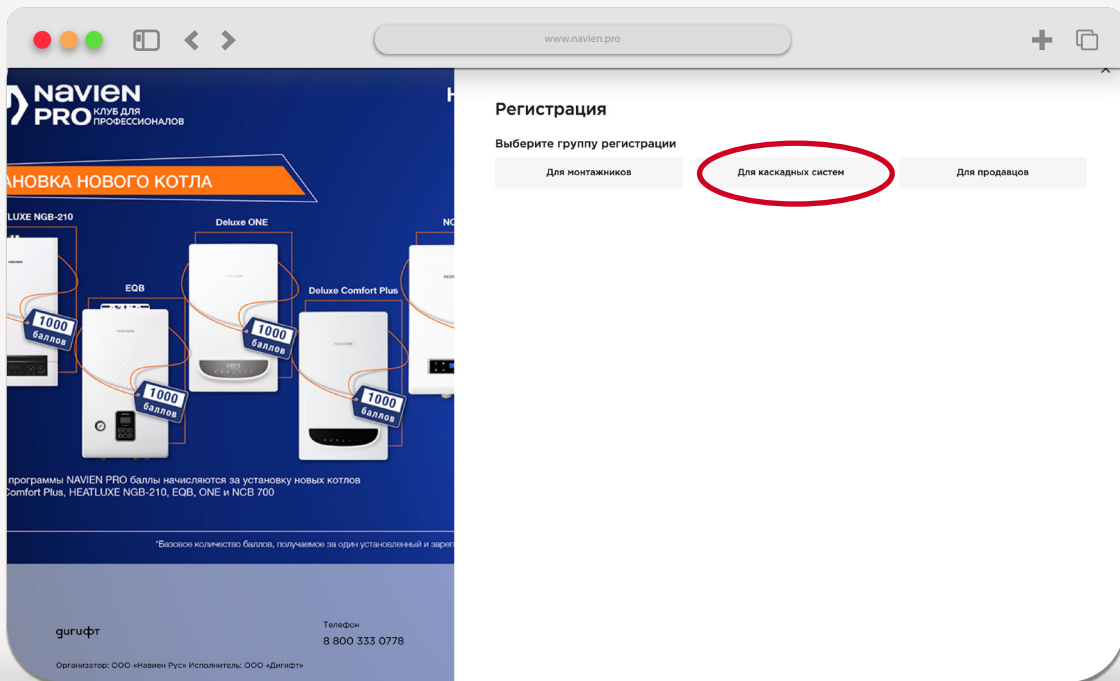 www.navien.pro
NAVIEN
PRO КЛУБ ДЛЯ
ПРОФЕССИОНАЛОВ
Н
Регистрация
Выберите группу регистрации
Для монтажников
Для каскадных систем
Для продавцов
АНОВКА НОВОГО КОТЛА
LUXE NGB-210
Deluxe ONE
NC
EQB
Deluxe Comfort Plus
1000
баллов
1000
баллов
1000
баллов
1000
баллов
программы NAVIEN PRO баллы начисляются за установку новых котлов
Comfort Plus, HEATLUXE NGB-210, EQB, ONE и NCB 700
*Базовое количество баллов, получаемое за один установленный и зарег
дигифт
Телефон
8 800 333 0778
Организатор: ООО «Навиен Рус» Исполнитель: ООО «Дигифт»